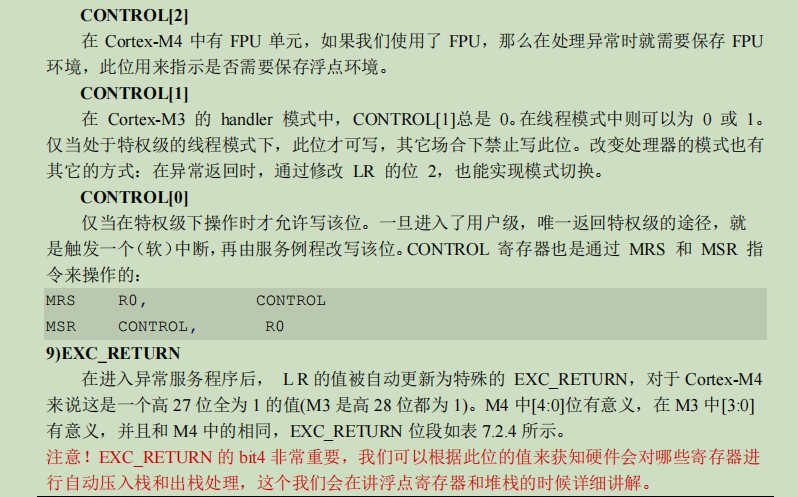 CONTROL[2]
在 Cortex-M4 中有 FPU 单元，如果我们使用了 FPU，那么在处理异常时就需要保存 FPU
环境，此位用来指示是否需要保存浮点环境。
CONTROL[1]
在 Cortex-M3 的 handler 模式中，CONTROL[1]总是 0。在线程模式中则可以为 0 或 1。
仅当处于特权级的线程模式下，此位才可写，其它场合下禁止写此位。改变处理器的模式也有
其它的方式：在异常返回时，通过修改 LR 的位 2，也能实现模式切换。
CONTROL[0]
仅当在特权级下操作时才允许写该位。一旦进入了用户级，唯一返回特权级的途径，就
是触发一个（软）中断，再由服务例程改写该位。CONTROL 寄存器也是通过 MRS 和 MSR 指
令来操作的：
MRS R0, CONTROL
MSR CONTROL, R0
9)EXC_RETURN
在进入异常服务程序后， LR 的值被自动更新为特殊的 EXC_RETURN，对于 Cortex-M4
来说这是一个高 27 位全为 1 的值(M3 是高 28 位都为 1)。M4 中[4:0]位有意义，在 M3 中[3:0]
有意义，并且和 M4 中的相同，EXC_RETURN 位段如表 7.2.4 所示。
注意！EXC_RETURN 的 bit4 非常重要，我们可以根据此位的值来获知硬件会对哪些寄存器进
行自动压入栈和出栈处理，这个我们会在讲浮点寄存器和堆栈的时候详细讲解。